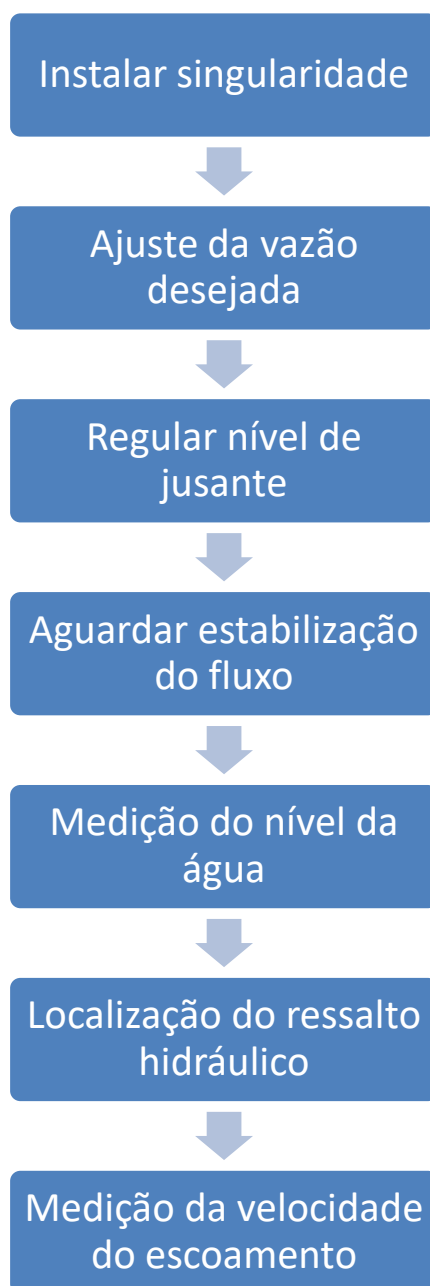 Instalar singularidade
Ajuste da vazão
desejada
Regular nível de
jusante
Aguardar estabilização
do fluxo
Medição do nível da
água
Localização do ressalto
hidráulico
Medição da velocidade
do escoamento